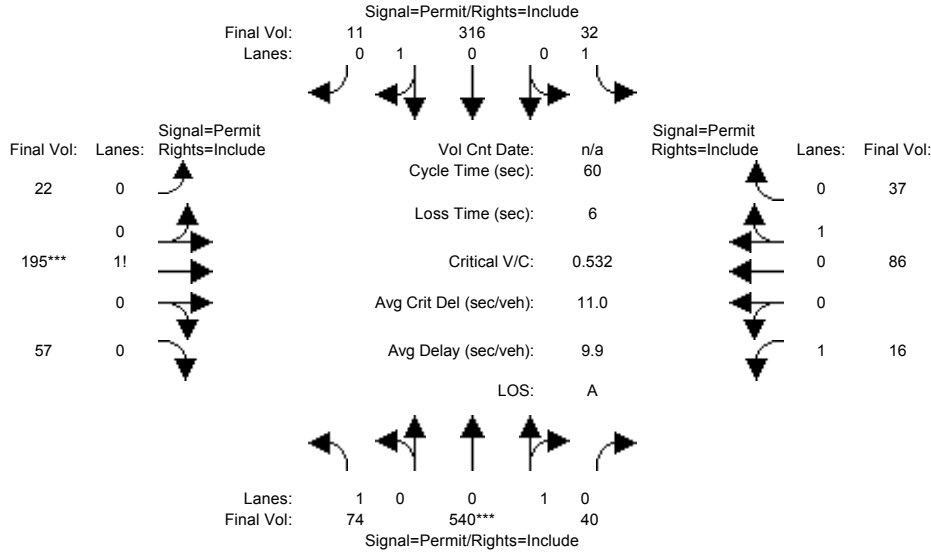 Signal=Permit/Rights=Include
Final Vol: 11 316 32
Lanes: 0 1 0 0 1
Signal=Permit
Final Vol: Lanes: Rights=Include
Vol Cnt Date: n/a
Signal=Permit
Rights=Include Lanes: Final Vol:
Cycle Time (sec): 60
22 0
0 37
Loss Time (sec): 6
0
1
195*** 1!
Critical V/C: 0.532
0 86
0
Avg Crit Del (sec/veh): 11.0
0
57 0
Avg Delay (sec/veh): 9.9
1 16
LOS: A
Lanes: 1 0 0 1 0
Final Vol: 74 540*** 40
Signal=Permit/Rights=Include